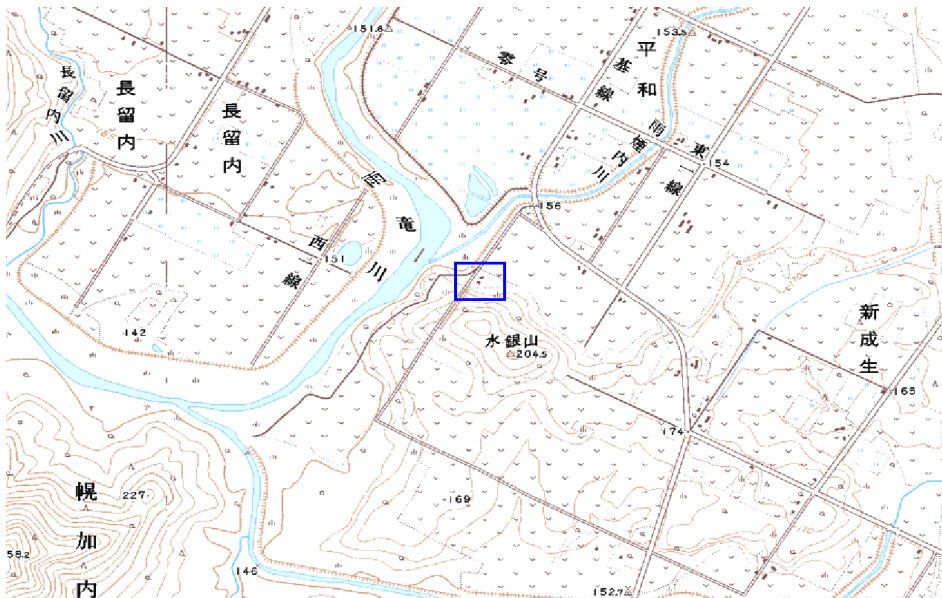 151.8
153.5
零号
基線
平和
長留内川
長留内
長留内
雨煙内川
東二線
154
156
雨竜川
西一線
151
142
新成生
水銀山
204.5
165
174
幌加内
227
169
58.2
146
152.7